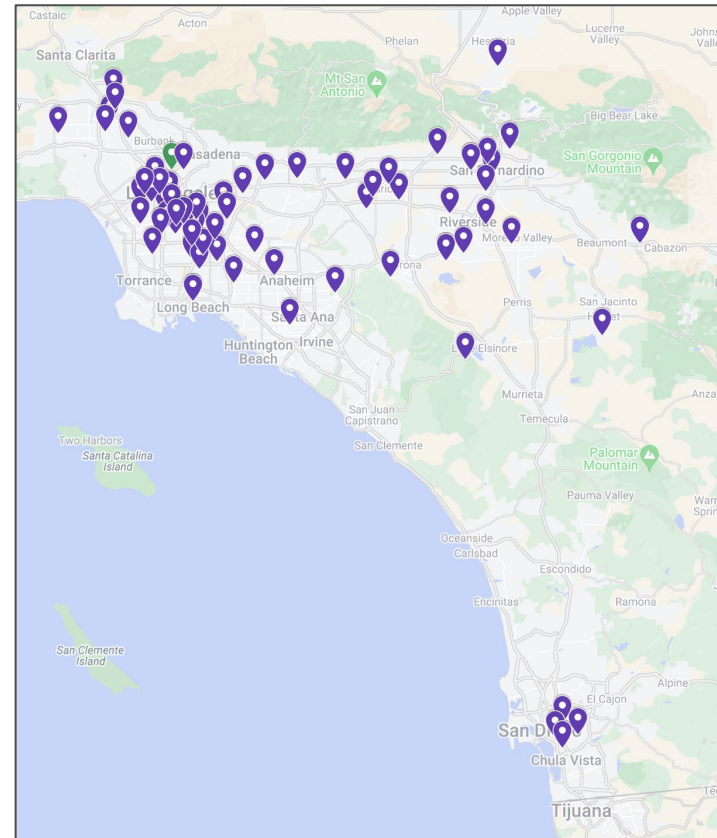 Castaic
Acton
Apple Valley
Lucerne
Valley
Phelan
Santa Clarita
Mt San
Antonio
Big Bear Lake
Burbank
San Gorgonio
Mountain
Riverside
Beaumont
Cabazon
Torrance
Anaheim
Perris
San Jacinto
Long Beach
Santa Ana
Huntington
Beach
Irvine
Murrieta
Anza
San Juan
Capistrano
Temecula
San Clemente
Two Harbors
Santa Catalina
Island
Palomar
Mountain
Pauma Valley
Oceanside
Carlsbad
Escondido
Encinitas
Ramona
San Clemente
Island
Alpine
El Cajon
Chula Vista
Tijuana